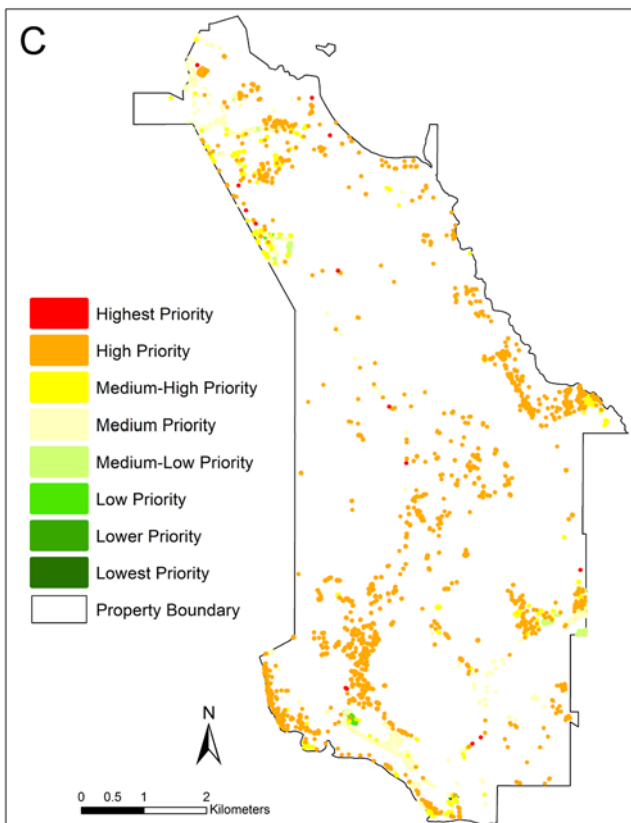 C
Highest Priority
High Priority
Medium-High Priority
Medium Priority
Medium-Low Priority
Low Priority
Lower Priority
Lowest Priority
Property Boundary
N
0 0.5 1 2
Kilometers